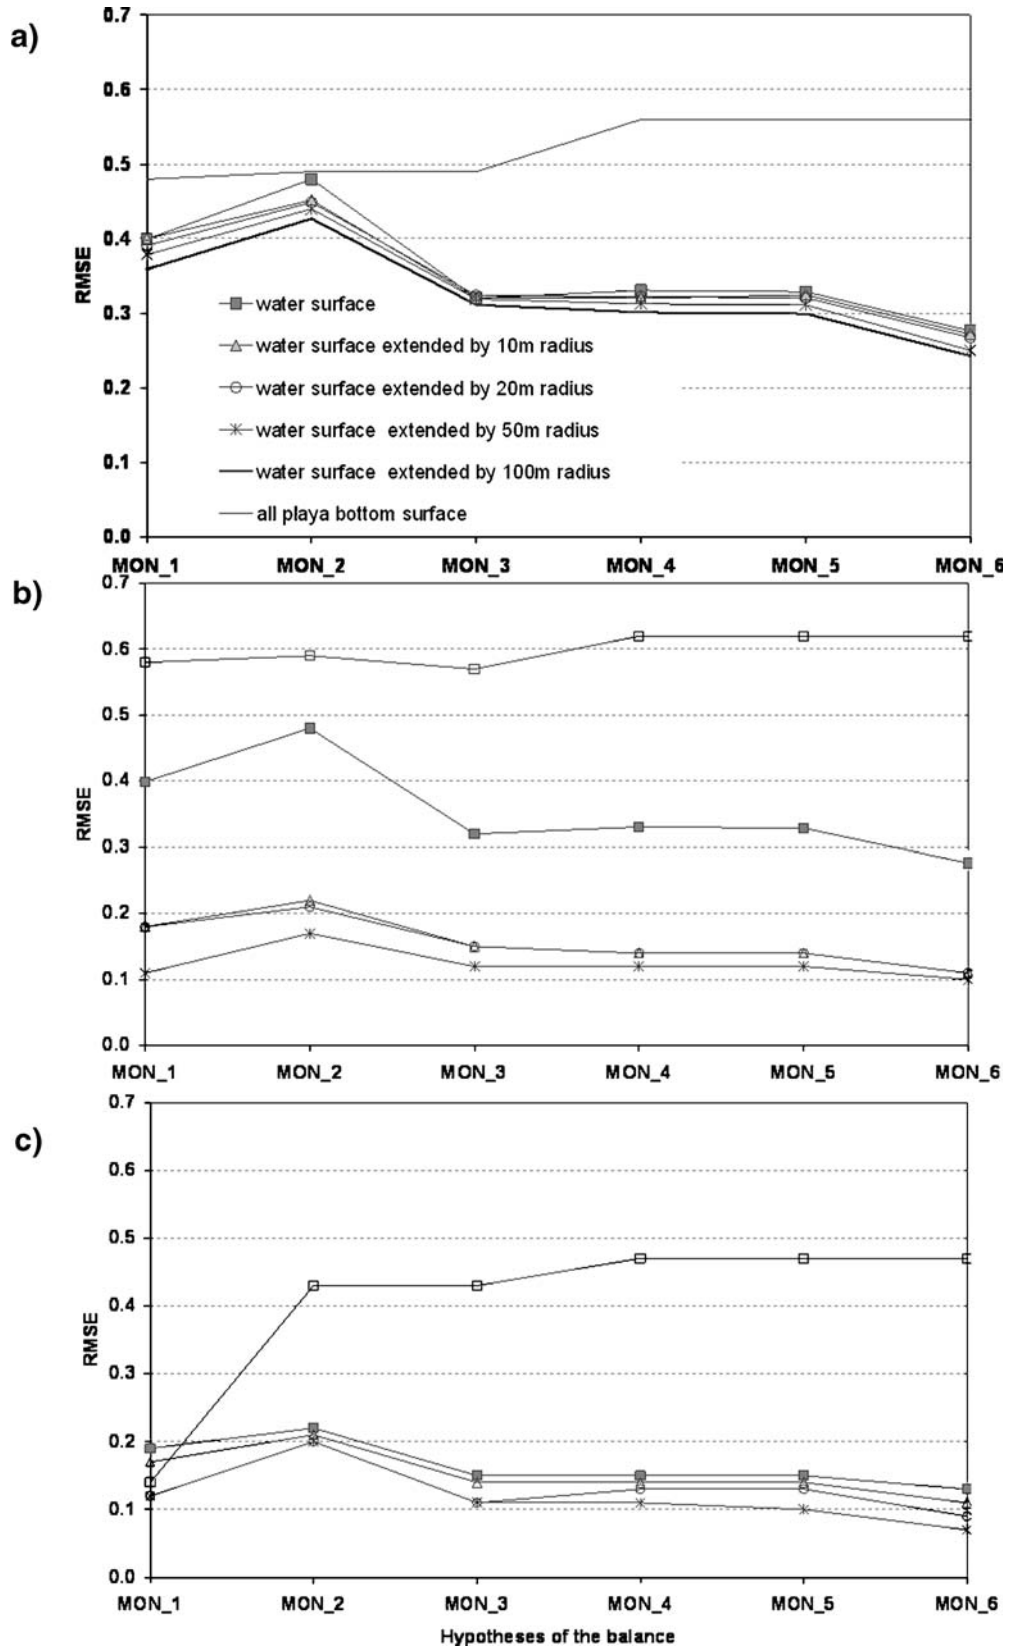 a)
0.7
0.6
0.5
0.4
0.3
0.2
0.1
0.0
RMSE
water surface
water surface extended by 10m radius
water surface extended by 20m radius
water surface extended by 50m radius
water surface extended by 100m radius
all playa bottom surface
MON_1 MON_2 MON_3 MON_4 MON_5 MON_6
b)
0.7
0.6
0.5
0.4
0.3
0.2
0.1
0.0
RMSE
MON_1 MON_2 MON_3 MON_4 MON_5 MON_6
c)
0.7
0.6
0.5
0.4
0.3
0.2
0.1
0.0
RMSE
MON_1 MON_2 MON_3 MON_4 MON_5 MON_6
Hypotheses of the balance